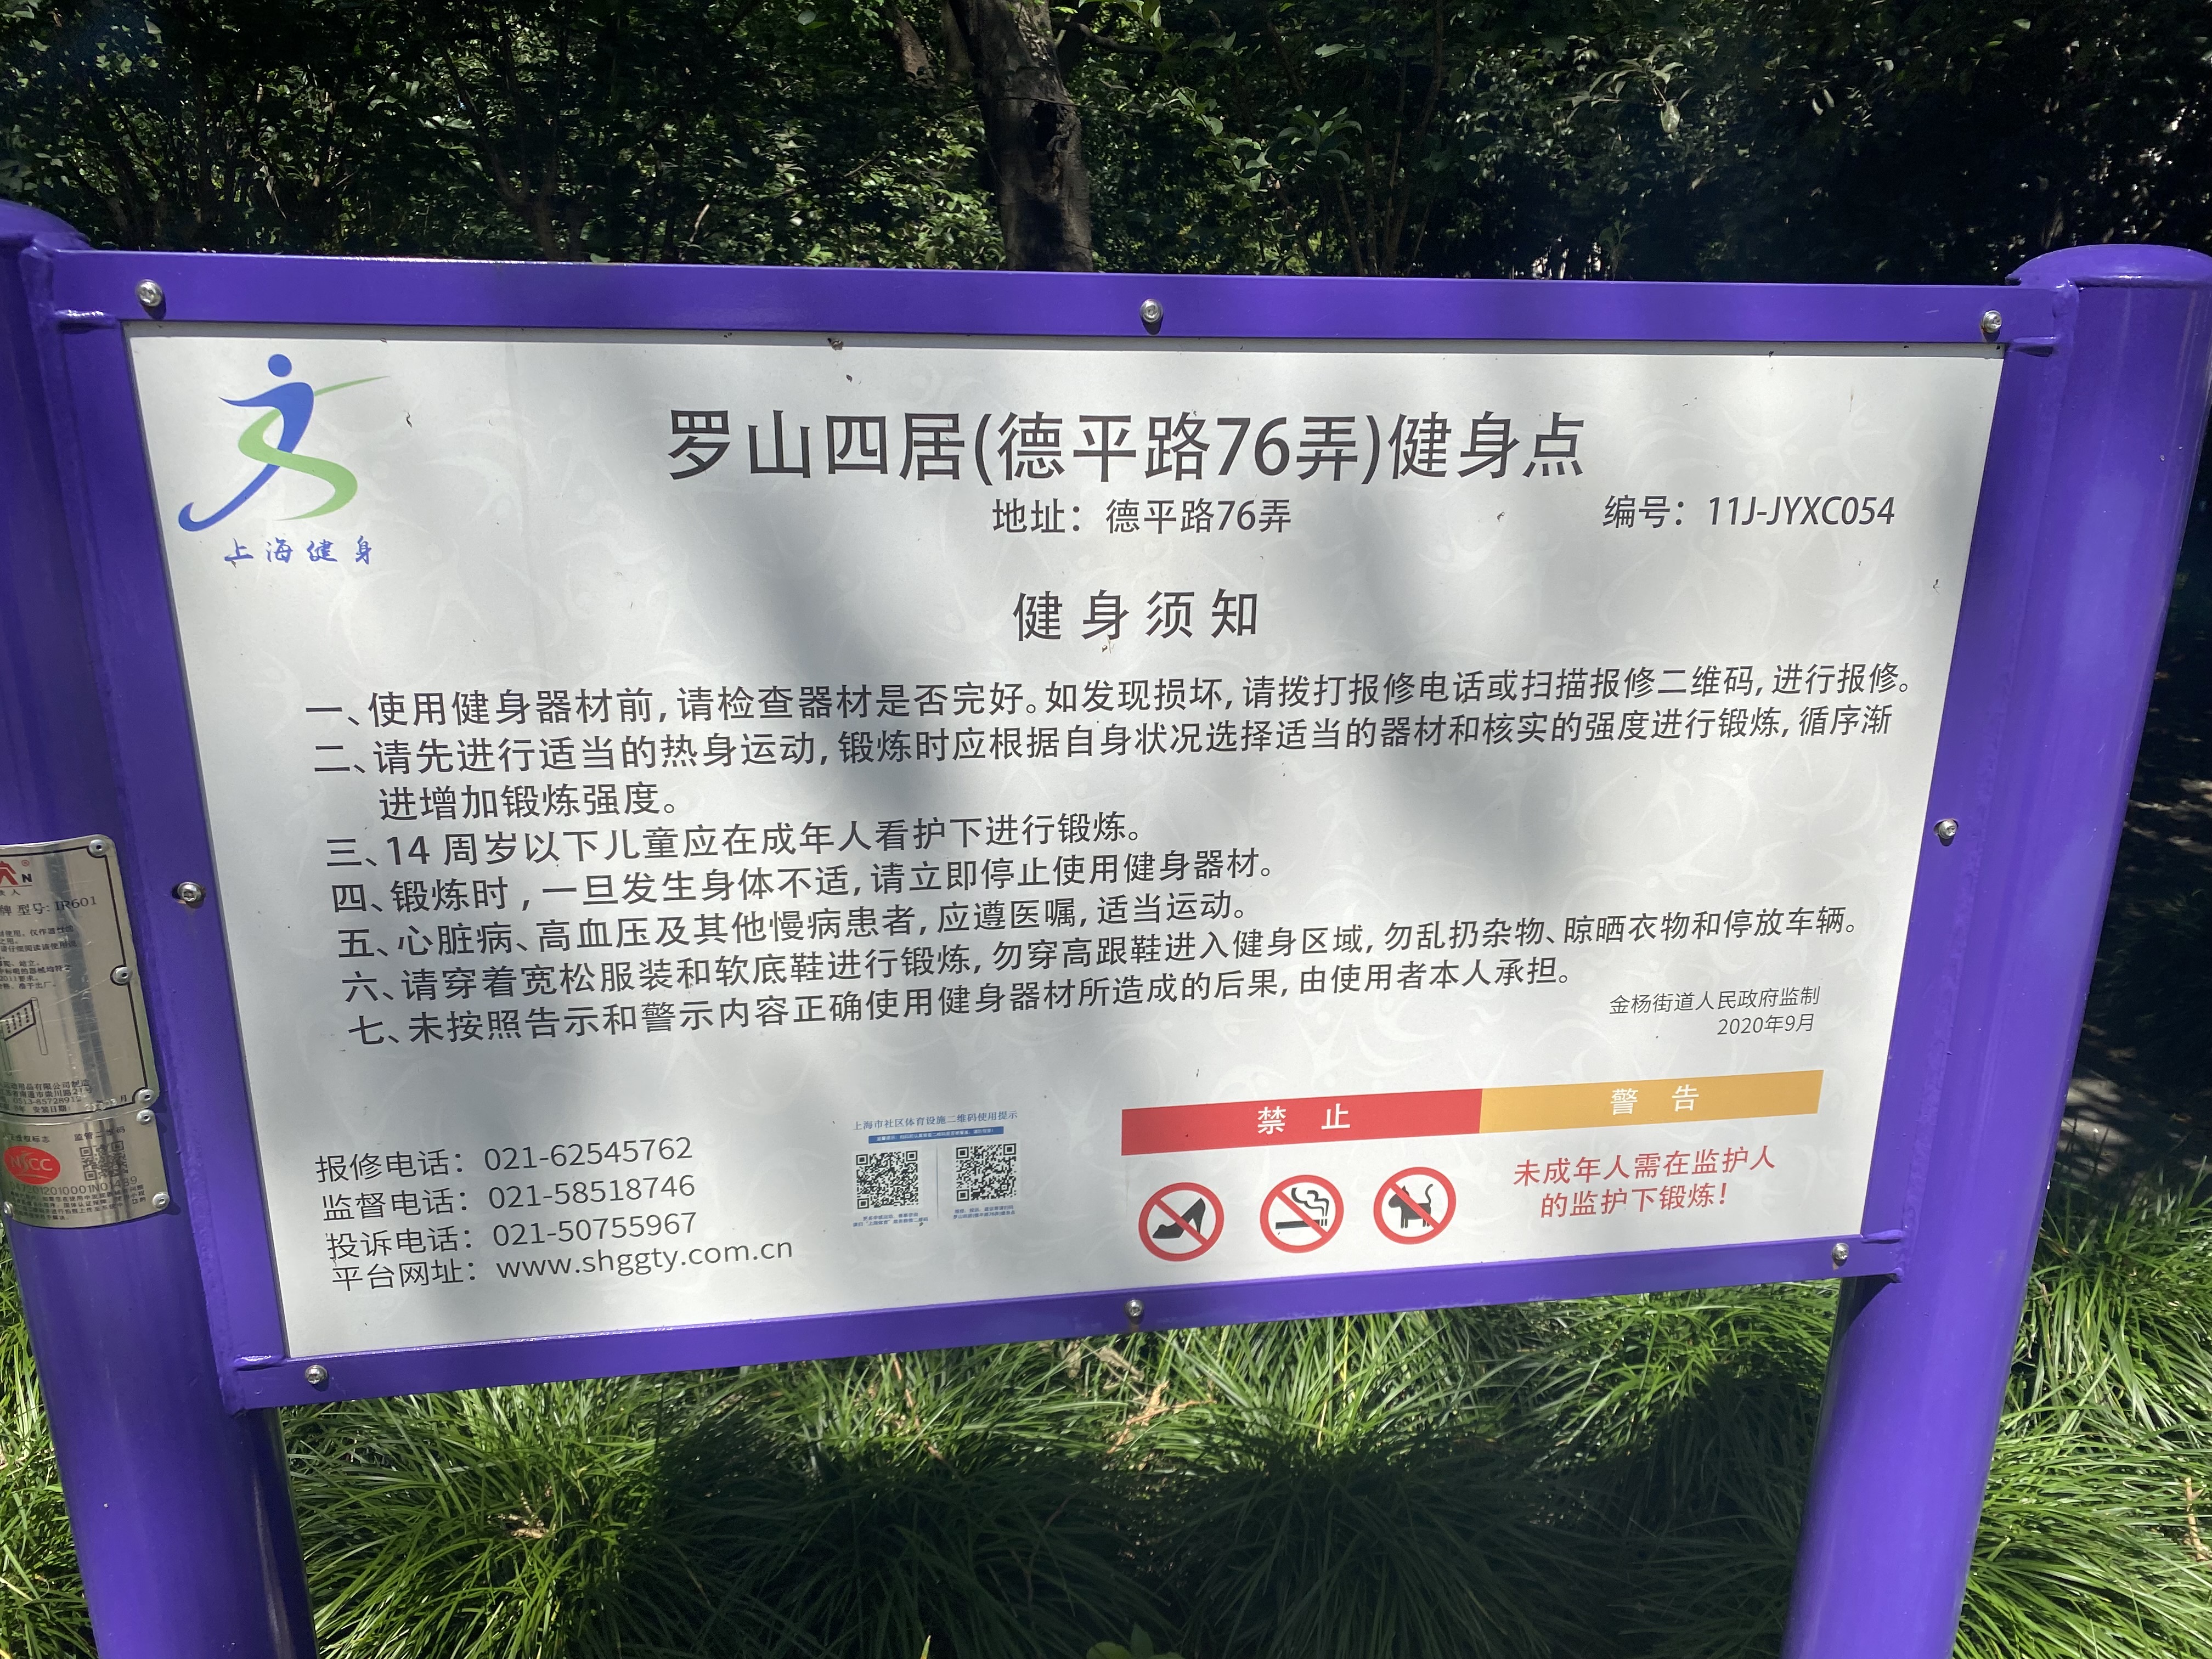 上海健身
罗山四居(德平路76弄)健身点
地址：德平路76弄
编号：11J-JYXC054
健身须知
一、使用健身器材前，请检查器材是否完好。如发现损坏，请拨打报修电话或扫描报修二维码，进行报修。
二、请先进行适当的热身运动，锻炼时应根据自身状况选择适当的器材和核实的强度进行锻炼，循序渐
进增加锻炼强度。
三、14 周岁以下儿童应在成年人看护下进行锻炼。
四、锻炼时，一旦发生身体不适，请立即停止使用健身器材。
五、心脏病、高血压及其他慢病患者，应遵医嘱，适当运动。
六、请穿着宽松服装和软底鞋进行锻炼，勿穿高跟鞋进入健身区域，勿乱扔杂物、晾晒衣物和停放车辆。
七、未按照告示和警示内容正确使用健身器材所造成的后果，由使用者本人承担。
金杨街道人民政府监制
2020年9月
报修电话：021-62545762
监督电话：021-58518746
投诉电话：021-50755967
平台网址：www.shggty.com.cn
上海市社区体育设施二维码使用提示
禁止
警告
未成年人需在监护人
的监护下锻炼！
型号: IR601